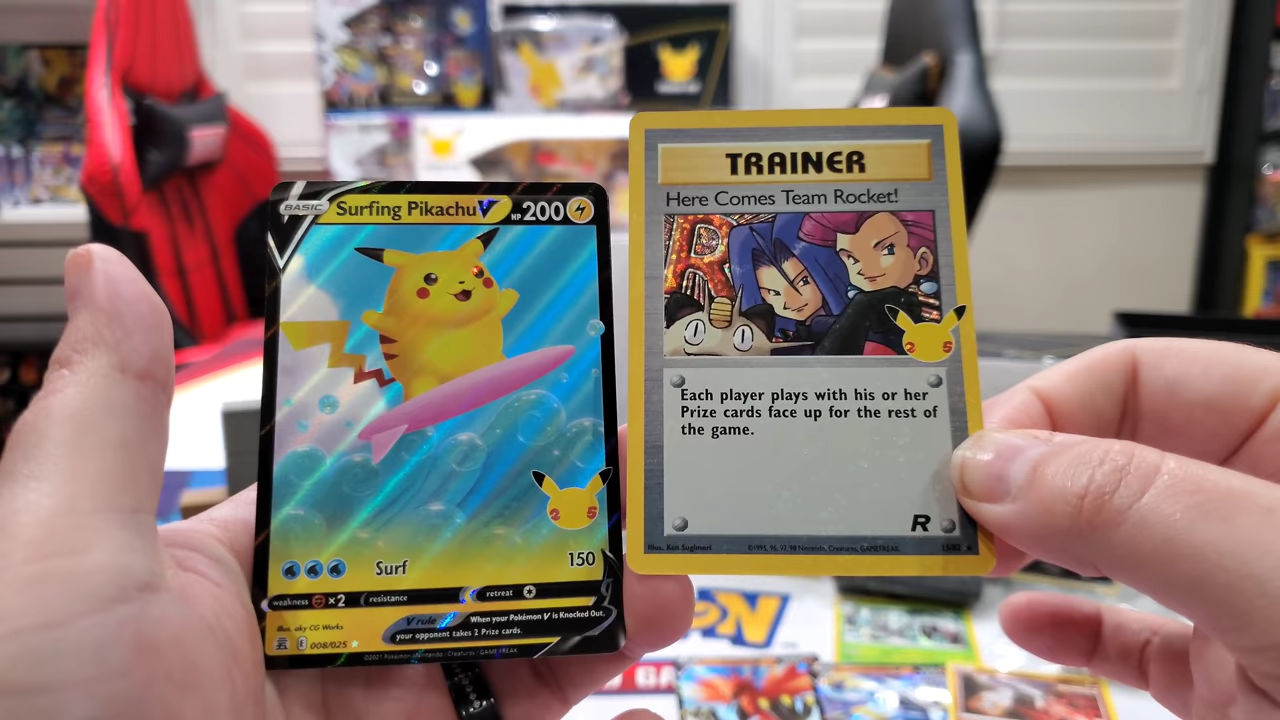 BASIC
Surfing Pikachu V HP 200
25
Surf 150
weakness ×2 resistance retreat
V rule When your Pokémon V is Knocked Out,
your opponent takes 2 Prize cards.
Illus. aky CG Works
E 008/025
©2021 Pokémon / Nintendo / Creatures / GAME FREAK
TRAINER
Here Comes Team Rocket!
R
25
Each player plays with his or her
Prize cards face up for the rest of
the game.
R
Illus. Ken Sugimori
©1995, 96, 97, 98 Nintendo, Creatures, GAMEFREAK.
15/82